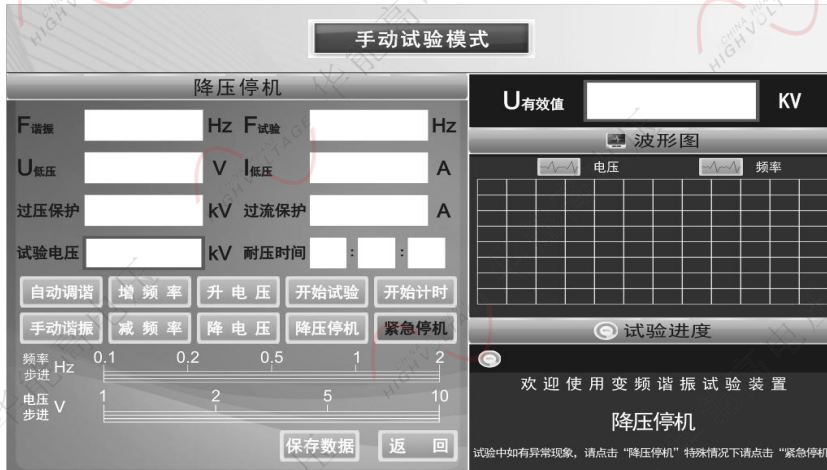 手动试验模式
降压停机
F谐振 Hz F试验 Hz
U低压 V I低压 A
过压保护 kV 过流保护 A
试验电压 kV 耐压时间 : :
自动调谐 增 频 率 升 电 压 开始试验 开始计时
手动谐振 减 频 率 降 电 压 降压停机 紧急停机
频率步进 Hz 0.1 0.2 0.5 1 2
电压步进 V 1 2 5 10
保存数据 返 回
U有效值 KV
波形图
电压 频率
试验进度
欢迎使用变频谐振试验装置
降压停机
试验中如有异常现象，请点击“降压停机”特殊情况下请点击“紧急停机